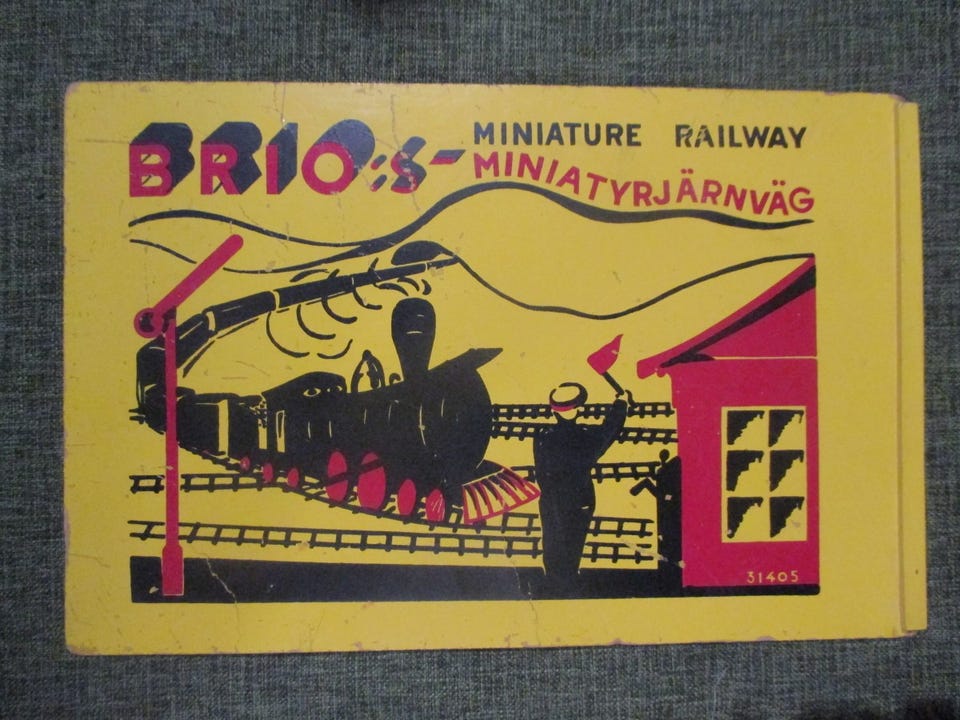 BRIO:s-
MINIATURE RAILWAY
MINIATYRJÄRNVÄG
31405